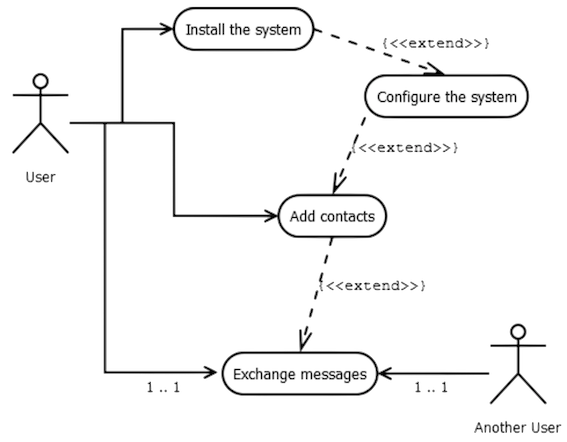 Install the system
{<<extend>>}
Configure the system
User
{<<extend>>}
Add contacts
{<<extend>>}
Exchange messages
1 .. 1
1 .. 1
Another User